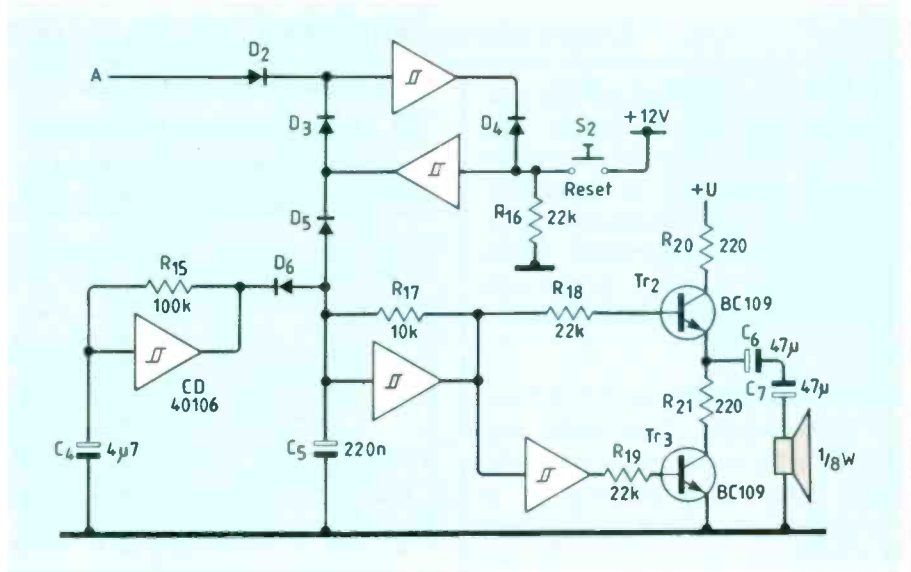 A
D2
D3
D4
S2
Reset
+12V
D5
R16 22k
+U
R20 220
R15
100k
D6
R17
10k
R18
22k
Tr2
BC109
C6 47µ
C7 47µ
R21 220
CD
40106
C4 4µ7
C5 220n
R19
22k
Tr3
BC109
1/8W